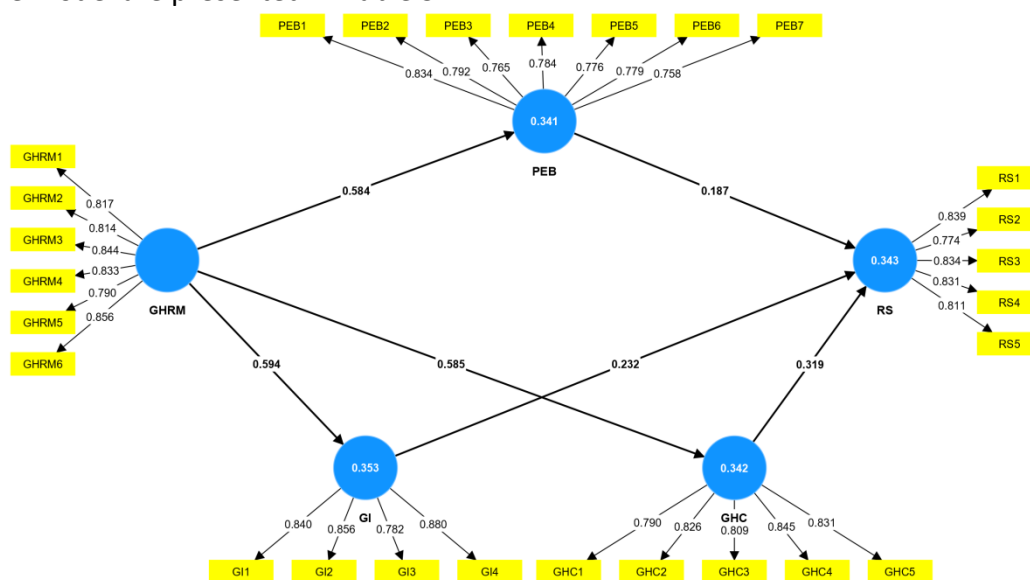 PEB1 PEB2 PEB3 PEB4 PEB5 PEB6 PEB7
0.834 0.792 0.765 0.784 0.776 0.779 0.758
0.341
PEB
GHRM1
GHRM2
GHRM3
GHRM4
GHRM5
GHRM6
0.817
0.814
0.844
0.833
0.790
0.856
GHRM
0.584
0.187
0.594
0.585
0.232
0.319
RS1
RS2
RS3
RS4
RS5
0.839
0.774
0.834
0.831
0.811
0.343
RS
0.353
GI
0.840 0.856 0.782 0.880
GI1 GI2 GI3 GI4
0.342
GHC
0.790 0.826 0.809 0.845 0.831
GHC1 GHC2 GHC3 GHC4 GHC5